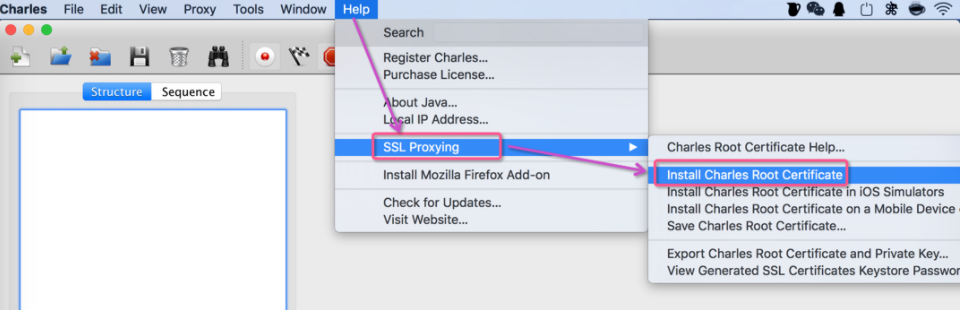 Charles File Edit View Proxy Tools Window Help
Search
Register Charles...
Purchase License...
Structure Sequence
About Java...
Local IP Address...
SSL Proxying
Install Mozilla Firefox Add-on
Check for Updates...
Visit Website...
Charles Root Certificate Help...
Install Charles Root Certificate
Install Charles Root Certificate in iOS Simulators
Install Charles Root Certificate on a Mobile Device
Save Charles Root Certificate...
Export Charles Root Certificate and Private Key...
View Generated SSL Certificates Keystore Passwor